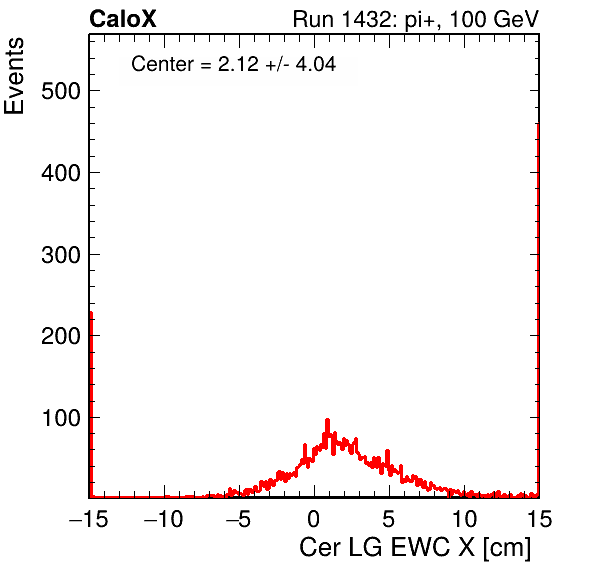 CaloX
Run 1432: pi+, 100 GeV
Center = 2.12 +/- 4.04
Events
500
400
300
200
100
−15
−10
−5
0
5
10
15
Cer LG EWC X [cm]